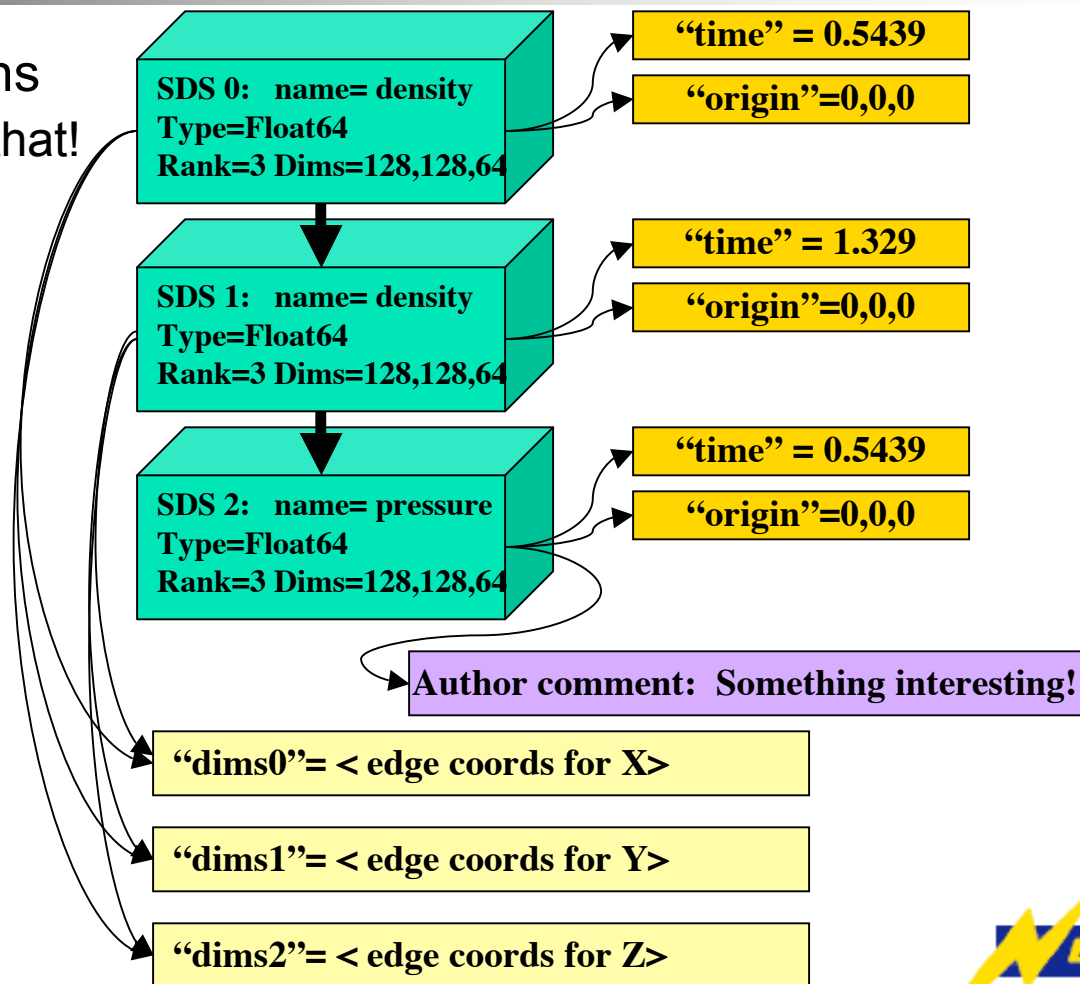 ns
hat!
SDS 0: name= density
Type=Float64
Rank=3 Dims=128,128,64
“time” = 0.5439
“origin”=0,0,0
SDS 1: name= density
Type=Float64
Rank=3 Dims=128,128,64
“time” = 1.329
“origin”=0,0,0
SDS 2: name= pressure
Type=Float64
Rank=3 Dims=128,128,64
“time” = 0.5439
“origin”=0,0,0
Author comment: Something interesting!
“dims0”= < edge coords for X>
“dims1”= < edge coords for Y>
“dims2”= < edge coords for Z>